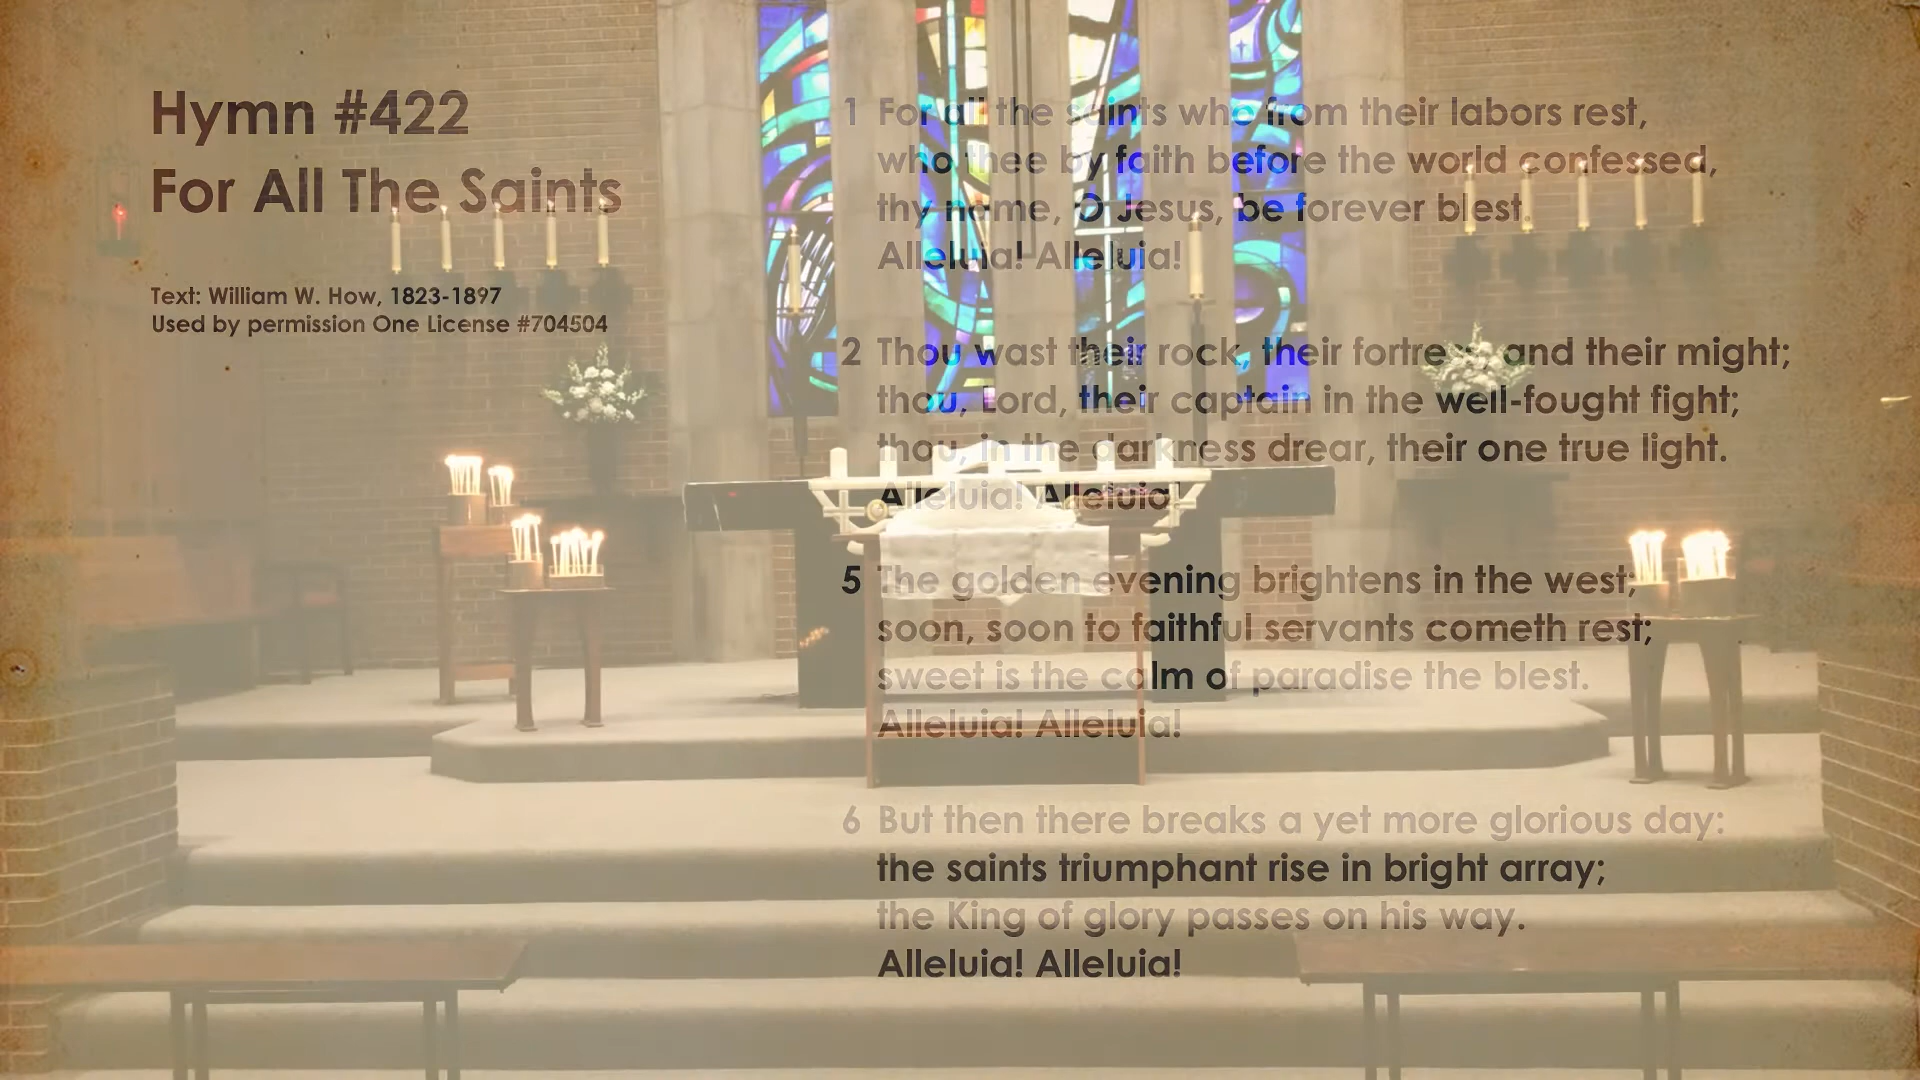 Hymn #422
For All The Saints
Text: William W. How, 1823-1897
Used by permission One License #704504
1 For all the saints who from their labors rest,
who thee by faith before the world confessed,
thy name, O Jesus, be forever blest.
Alleluia! Alleluia!
2 Thou wast their rock, their fortress, and their might;
thou, Lord, their captain in the well-fought fight;
thou, in the darkness drear, their one true light.
Alleluia! Alleluia!
5 The golden evening brightens in the west;
soon, soon to faithful servants cometh rest;
sweet is the calm of paradise the blest.
Alleluia! Alleluia!
6 But then there breaks a yet more glorious day:
the saints triumphant rise in bright array;
the King of glory passes on his way.
Alleluia! Alleluia!